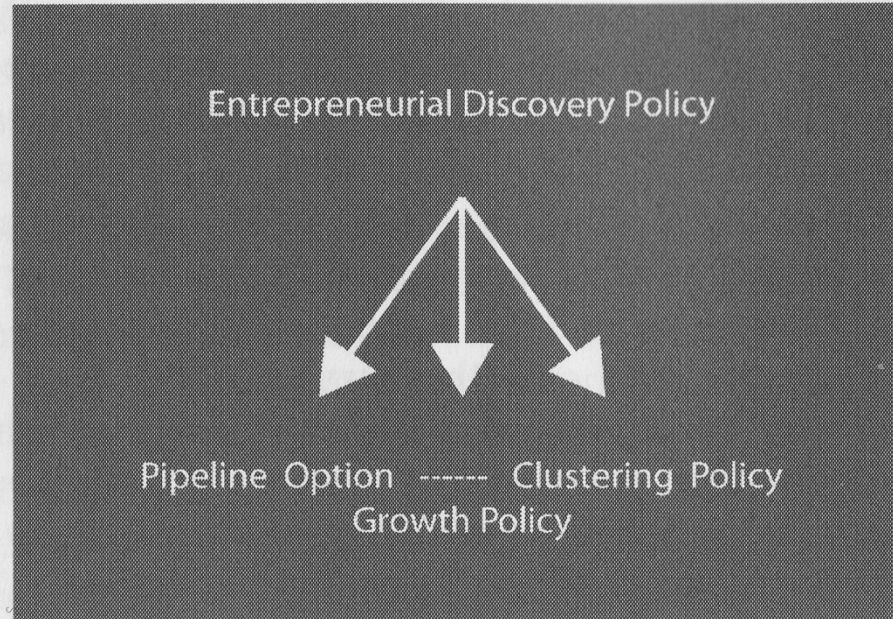 Entrepreneurial Discovery Policy
Pipeline Option ------ Clustering Policy
Growth Policy